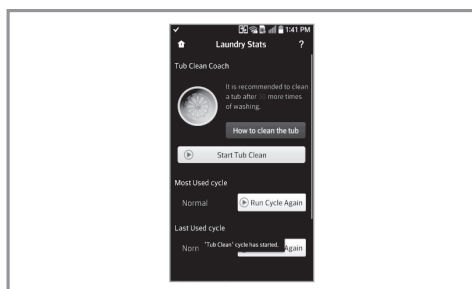 1:41 PM
Laundry Stats ?
Tub Clean Coach
It is recommended to clean
a tub after more times
of washing.
How to clean the tub
Start Tub Clean
Most Used cycle
Normal Run Cycle Again
Last Used cycle
Norn 'Tub Clean' cycle has started. Again